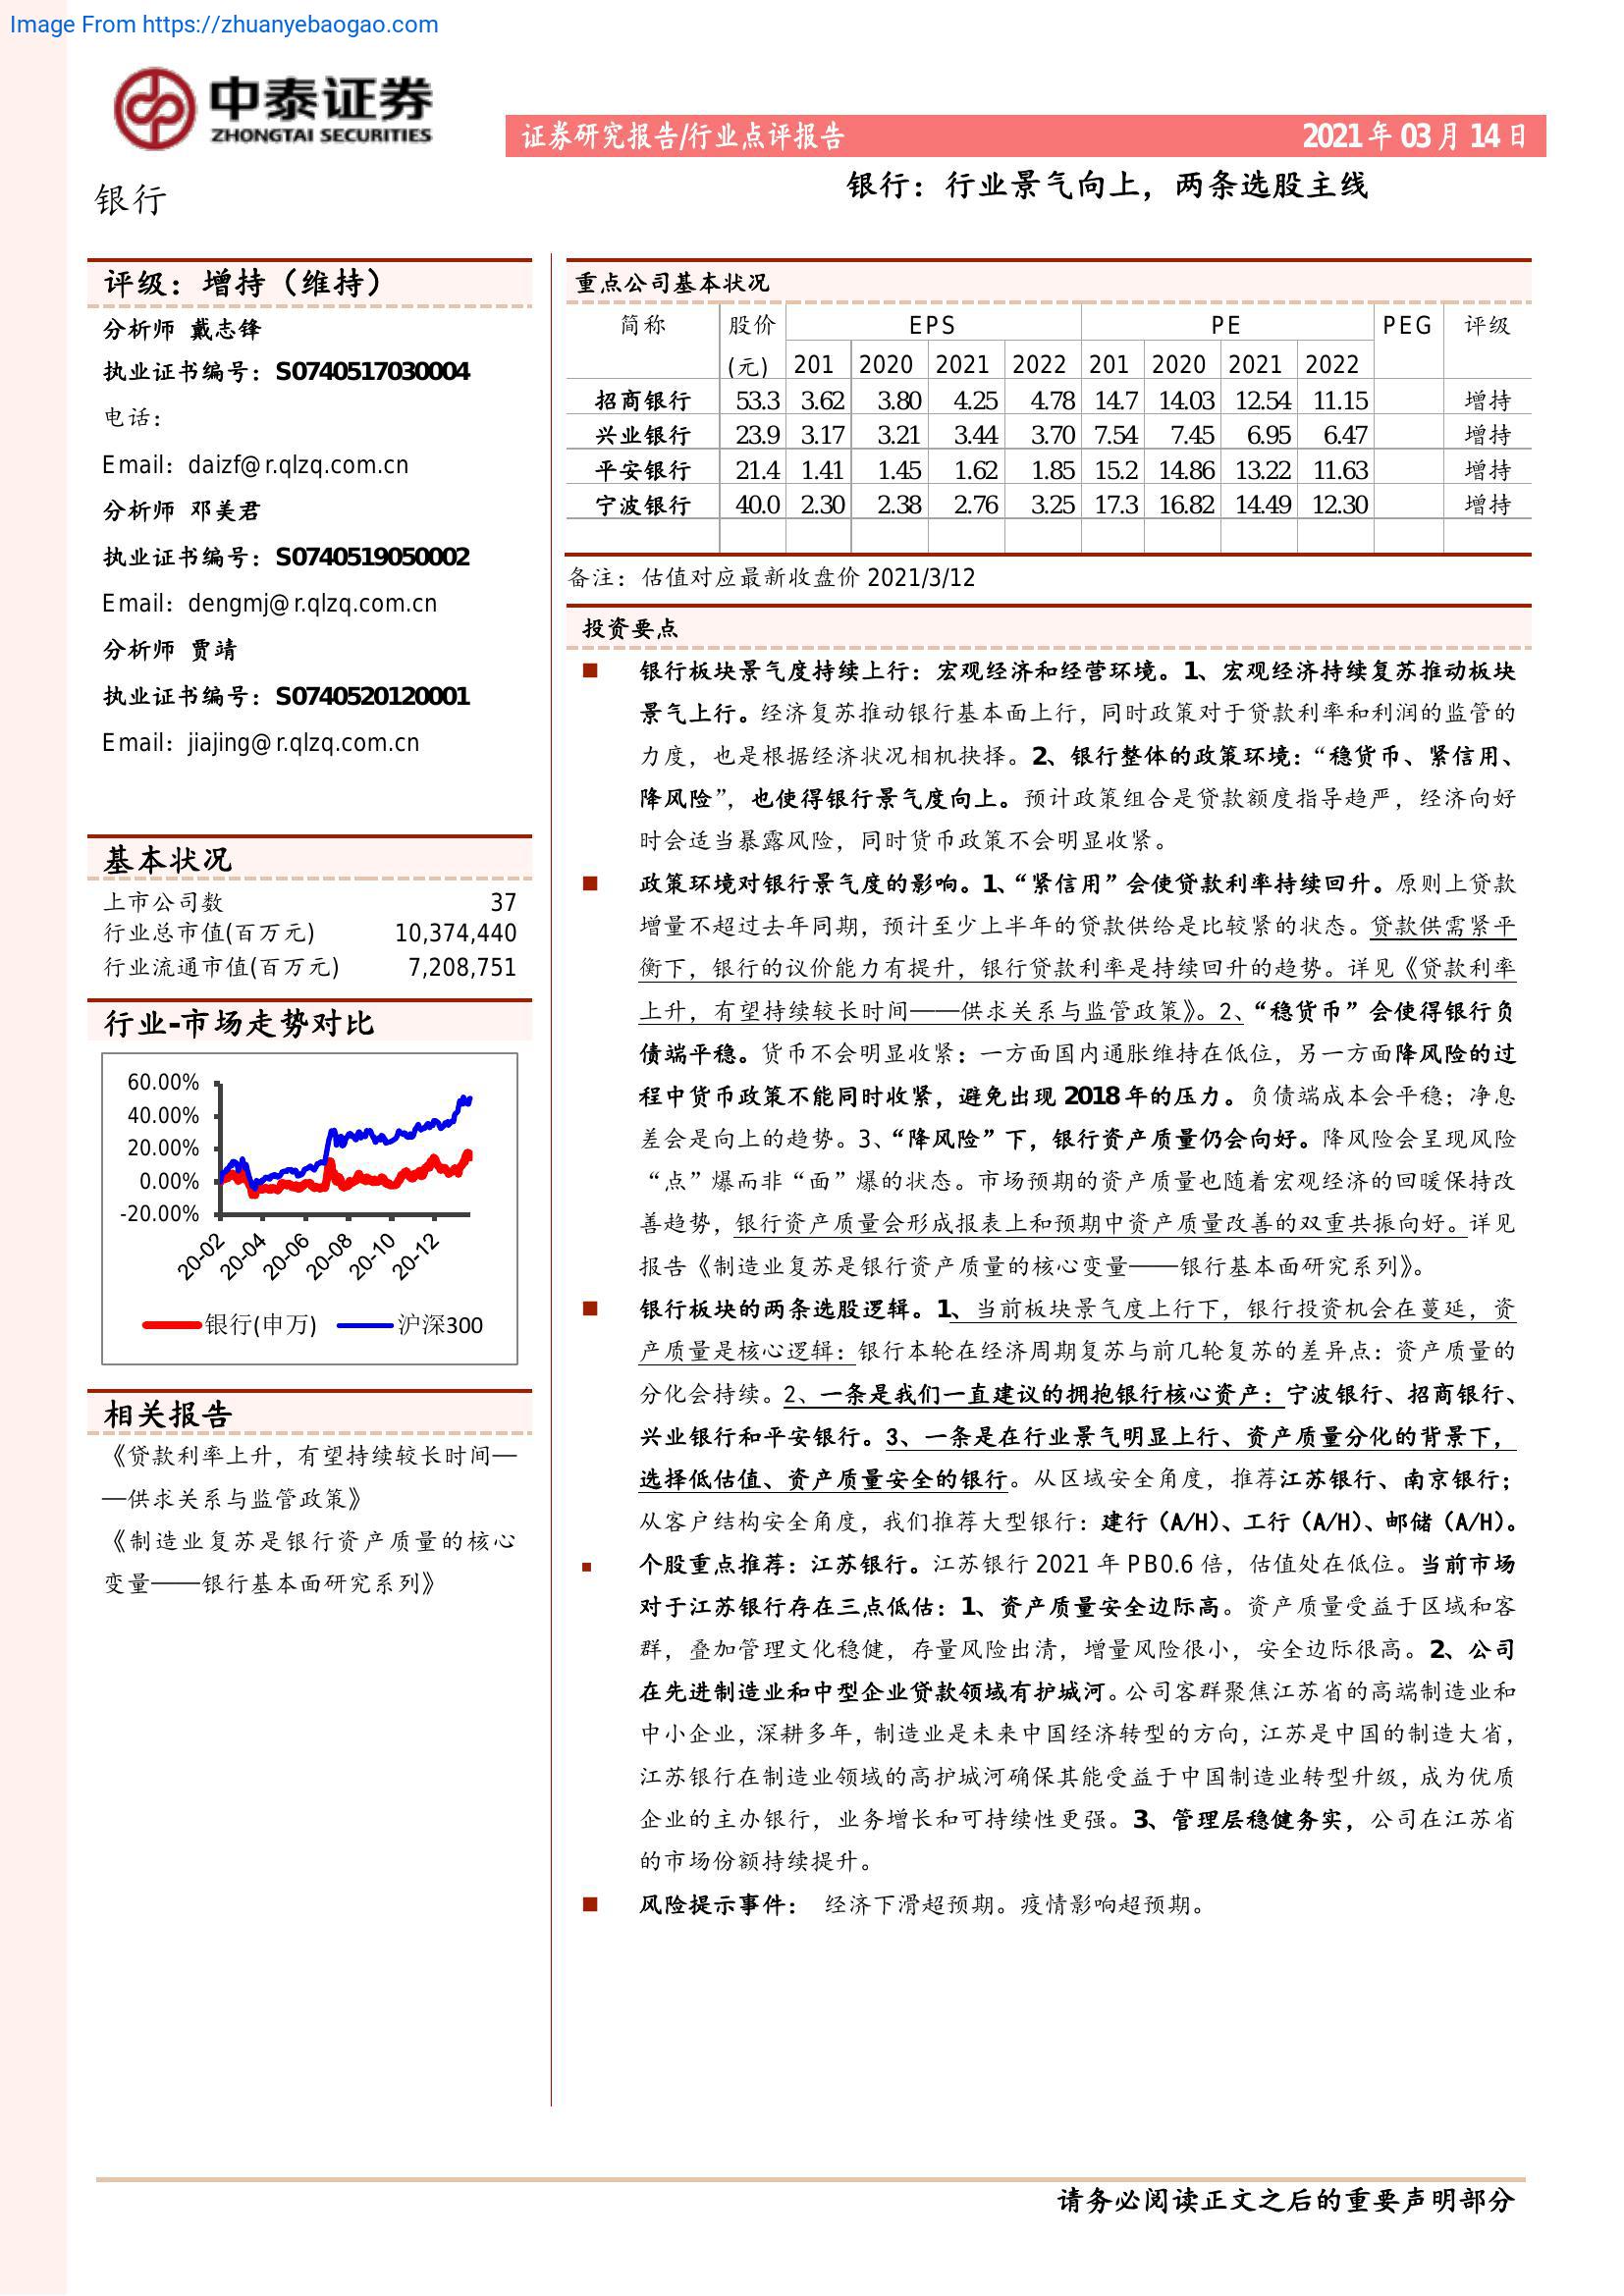 Image From https://zhuanyebaogao.com
中泰证券
ZHONGTAI SECURITIES
证券研究报告/行业点评报告 2021年 03月 14日
银行
银行：行业景气向上，两条选股主线
评级：增持（维持）
分析师 戴志锋
执业证书编号：S0740517030004
电话：
Email：daizf@r.qlzq.com.cn
分析师 邓美君
执业证书编号：S0740519050002
Email：dengmj@r.qlzq.com.cn
分析师 贾靖
执业证书编号：S0740520120001
Email：jiajing@r.qlzq.com.cn
基本状况
上市公司数 37
行业总市值(百万元) 10,374,440
行业流通市值(百万元) 7,208,751
行业-市场走势对比
60.00%
40.00%
20.00%
0.00%
-20.00%
20-02 20-04 20-06 20-08 20-10 20-12
银行(申万) 沪深300
相关报告
《贷款利率上升，有望持续较长时间—
—供求关系与监管政策》
《制造业复苏是银行资产质量的核心
变量——银行基本面研究系列》
重点公司基本状况
简称 股价 EPS PE PEG 评级
(元) 201 2020 2021 2022 201 2020 2021 2022
招商银行 53.3 3.62 3.80 4.25 4.78 14.7 14.03 12.54 11.15 增持
兴业银行 23.9 3.17 3.21 3.44 3.70 7.54 7.45 6.95 6.47 增持
平安银行 21.4 1.41 1.45 1.62 1.85 15.2 14.86 13.22 11.63 增持
宁波银行 40.0 2.30 2.38 2.76 3.25 17.3 16.82 14.49 12.30 增持
备注：估值对应最新收盘价 2021/3/12
投资要点
银行板块景气度持续上行：宏观经济和经营环境。1、宏观经济持续复苏推动板块
景气上行。经济复苏推动银行基本面上行，同时政策对于贷款利率和利润的监管的
力度，也是根据经济状况相机抉择。2、银行整体的政策环境：“稳货币、紧信用、
降风险”，也使得银行景气度向上。预计政策组合是贷款额度指导趋严，经济向好
时会适当暴露风险，同时货币政策不会明显收紧。
政策环境对银行景气度的影响。1、“紧信用”会使贷款利率持续回升。原则上贷款
增量不超过去年同期，预计至少上半年的贷款供给是比较紧的状态。贷款供需紧平
衡下，银行的议价能力有提升，银行贷款利率是持续回升的趋势。详见《贷款利率
上升，有望持续较长时间——供求关系与监管政策》。2、“稳货币”会使得银行负
债端平稳。货币不会明显收紧：一方面国内通胀维持在低位，另一方面降风险的过
程中货币政策不能同时收紧，避免出现 2018 年的压力。负债端成本会平稳；净息
差会是向上的趋势。3、“降风险”下，银行资产质量仍会向好。降风险会呈现风险
“点”爆而非“面”爆的状态。市场预期的资产质量也随着宏观经济的回暖保持改
善趋势，银行资产质量会形成报表上和预期中资产质量改善的双重共振向好。详见
报告《制造业复苏是银行资产质量的核心变量——银行基本面研究系列》。
银行板块的两条选股逻辑。1、当前板块景气度上行下，银行投资机会在蔓延，资
产质量是核心逻辑：银行本轮在经济周期复苏与前几轮复苏的差异点：资产质量的
分化会持续。2、一条是我们一直建议的拥抱银行核心资产：宁波银行、招商银行、
兴业银行和平安银行。3、一条是在行业景气明显上行、资产质量分化的背景下，
选择低估值、资产质量安全的银行。从区域安全角度，推荐江苏银行、南京银行；
从客户结构安全角度，我们推荐大型银行：建行（A/H）、工行（A/H）、邮储（A/H）。
个股重点推荐：江苏银行。江苏银行 2021 年 PB0.6 倍，估值处在低位。当前市场
对于江苏银行存在三点低估：1、资产质量安全边际高。资产质量受益于区域和客
群，叠加管理文化稳健，存量风险出清，增量风险很小，安全边际很高。2、公司
在先进制造业和中型企业贷款领域有护城河。公司客群聚焦江苏省的高端制造业和
中小企业，深耕多年，制造业是未来中国经济转型的方向，江苏是中国的制造大省，
江苏银行在制造业领域的高护城河确保其能受益于中国制造业转型升级，成为优质
企业的主办银行，业务增长和可持续性更强。3、管理层稳健务实，公司在江苏省
的市场份额持续提升。
风险提示事件： 经济下滑超预期。疫情影响超预期。
请务必阅读正文之后的重要声明部分